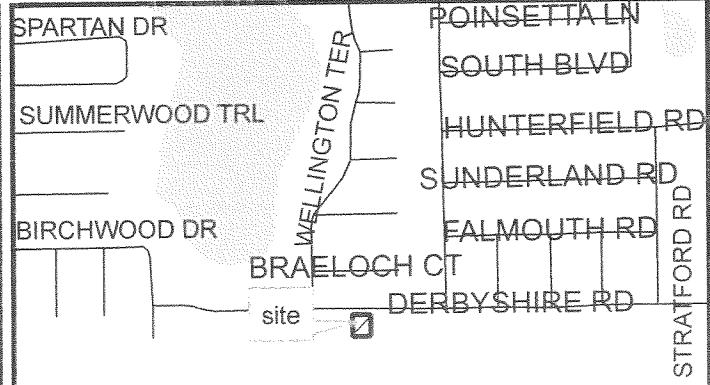 SPARTAN DR
POINSETTA LN
SOUTH BLVD
WELLINGTON TER
SUMMERWOOD TRL
HUNTERFIELD RD
SUNDERLAND RD
BIRCHWOOD DR
FALMOUTH RD
STRATFORD RD
BRAELOCH CT
DERBYSHIRE RD
site